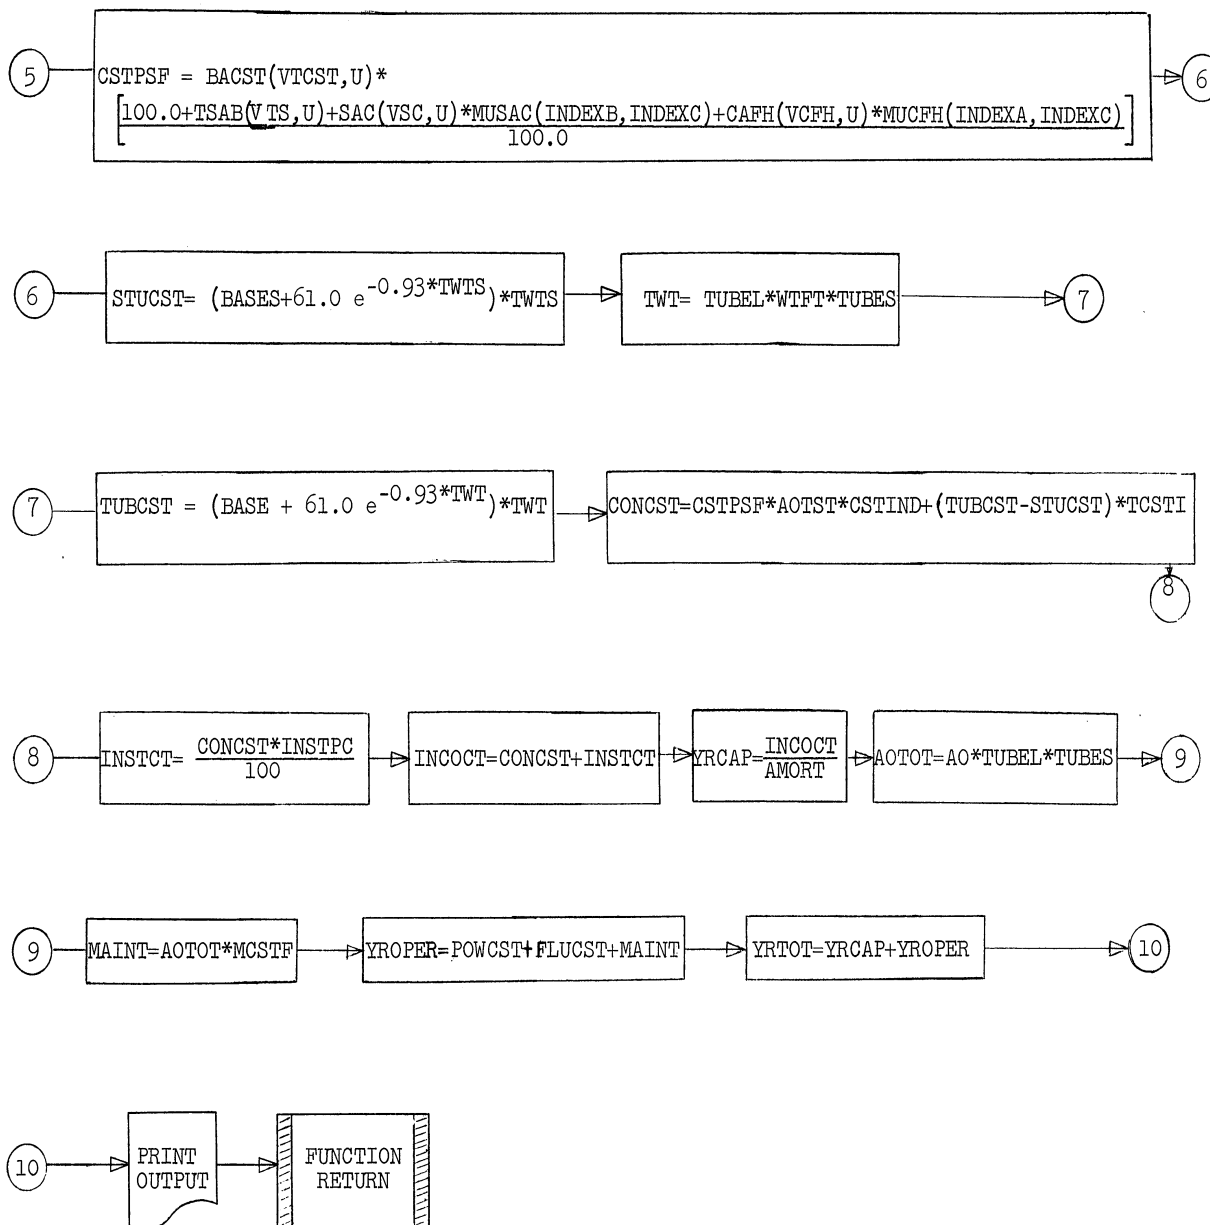 5
CSTPSF = BACST(VTCST,U)*
6
[100.0+TSAB(VTS,U)+SAC(VSC,U)*MUSAC(INDEXB,INDEXC)+CAFH(VCFH,U)*MUCFH(INDEXA,INDEXC)]
100.0
6
STUCST= (BASES+61.0 e^-0.93*TWTS)*TWTS
TWT= TUBEL*WTFT*TUBES
7
7
TUBCST = (BASE + 61.0 e^-0.93*TWT)*TWT
CONCST=CSTPSF*AOTST*CSTIND+(TUBCST-STUCST)*TCSTI
8
8
INSTCT= CONCST*INSTPC
100
INCOCT=CONCST+INSTCT
YRCAP=INCOCT
AMORT
AOTOT=AO*TUBEL*TUBES
9
9
MAINT=AOTOT*MCSTF
YROPER=POWCST+FLUCST+MAINT
YRTOT=YRCAP+YROPER
10
10
PRINT
OUTPUT
FUNCTION
RETURN